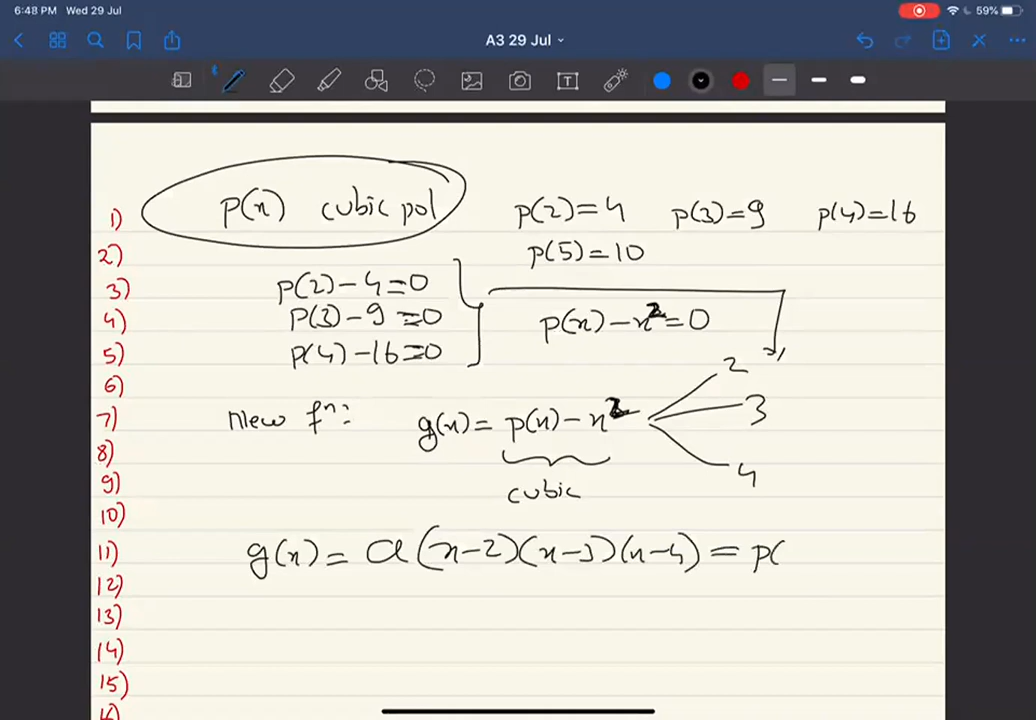 6:48 PM Wed 29 Jul 59%
A3 29 Jul
1) p(x) cubic pol p(2)=4 p(3)=9 p(4)=16
2) p(5)=10
3) p(2)-4=0
4) p(3)-9=0 p(x)-x²=0
5) p(4)-16=0
6) 2
7) New fⁿ: g(x)= p(x)-x² 3
8)
9) cubic 4
10)
11) g(x)= a(x-2)(x-3)(x-4) = p(
12)
13)
14)
15)